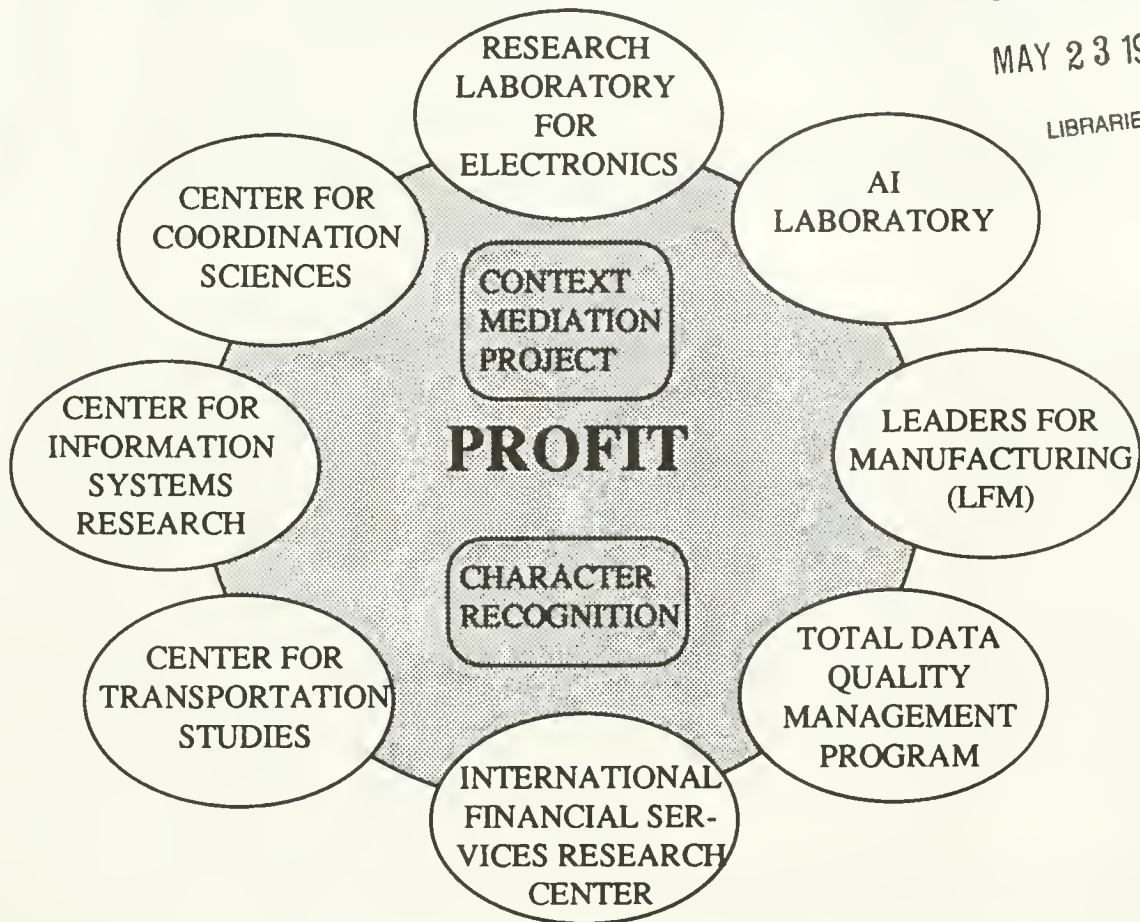 MAY 23 19
LIBRARIE
RESEARCH
LABORATORY
FOR
ELECTRONICS
AI
LABORATORY
CENTER FOR
COORDINATION
SCIENCES
CONTEXT
MEDIATION
PROJECT
CENTER FOR
INFORMATION
SYSTEMS
RESEARCH
PROFIT
LEADERS FOR
MANUFACTURING
(LFM)
CHARACTER
RECOGNITION
CENTER FOR
TRANSPORTATION
STUDIES
TOTAL DATA
QUALITY
MANAGEMENT
PROGRAM
INTERNATIONAL
FINANCIAL SER-
VICES RESEARCH
CENTER